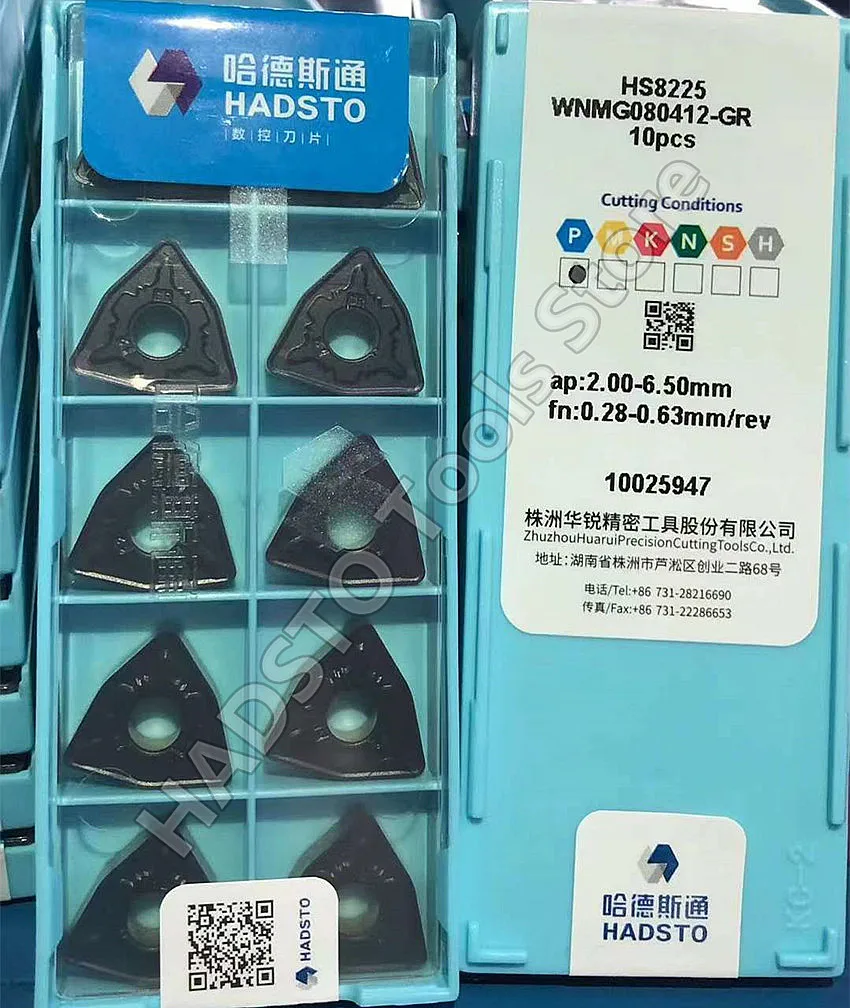 哈德斯通
HADSTO
数控刀片
GR
GR
HADSTO
HS8225
WNMG080412-GR
10pcs
Cutting Conditions
P K N S H
ap:2.00-6.50mm
fn:0.28-0.63mm/rev
10025947
株洲华锐精密工具股份有限公司
ZhuzhouHuaruiPrecisionCuttingToolsCo.,Ltd.
地址:湖南省株洲市芦淞区创业二路68号
电话/Tel:+86 731-28216690
传真/Fax:+86 731-22286653
KC-2
哈德斯通
HADSTO
HADSTO Tools Store